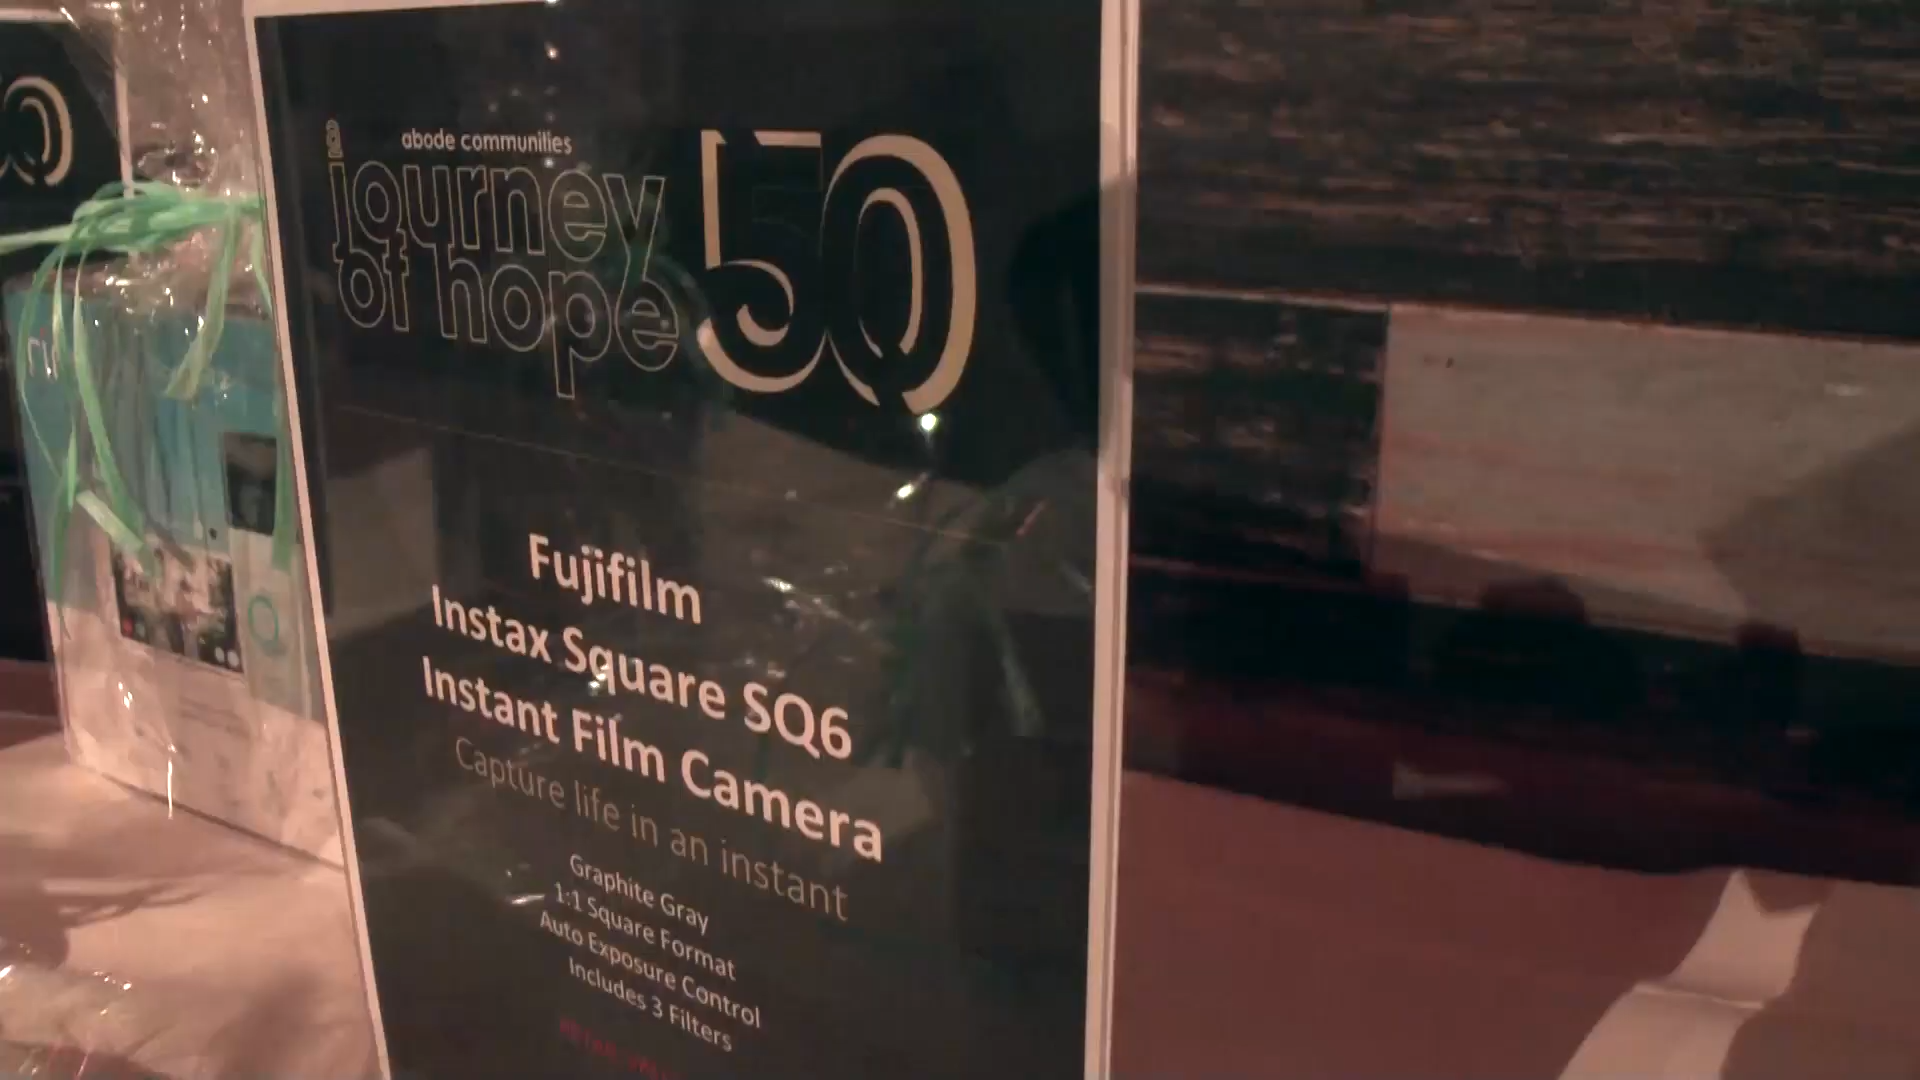 abode communities
a
journey
of hope
50
Fujifilm
Instax Square SQ6
Instant Film Camera
Capture life in an instant
Graphite Gray
1:1 Square Format
Auto Exposure Control
Includes 3 Filters